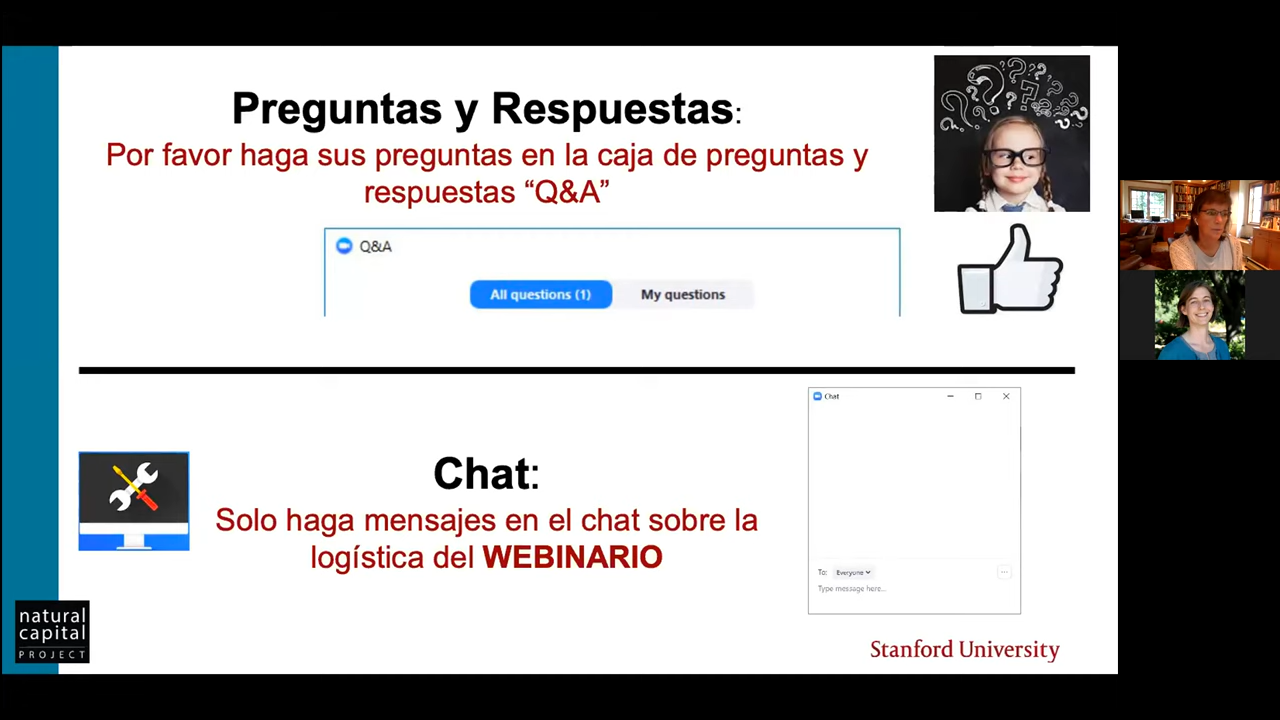 Preguntas y Respuestas:
Por favor haga sus preguntas en la caja de preguntas y
respuestas “Q&A”
Q&A
All questions (1)
My questions
Chat
Chat:
Solo haga mensajes en el chat sobre la
logística del WEBINARIO
To: Everyone
Type message here...
natural
capital
PROJECT
Stanford University